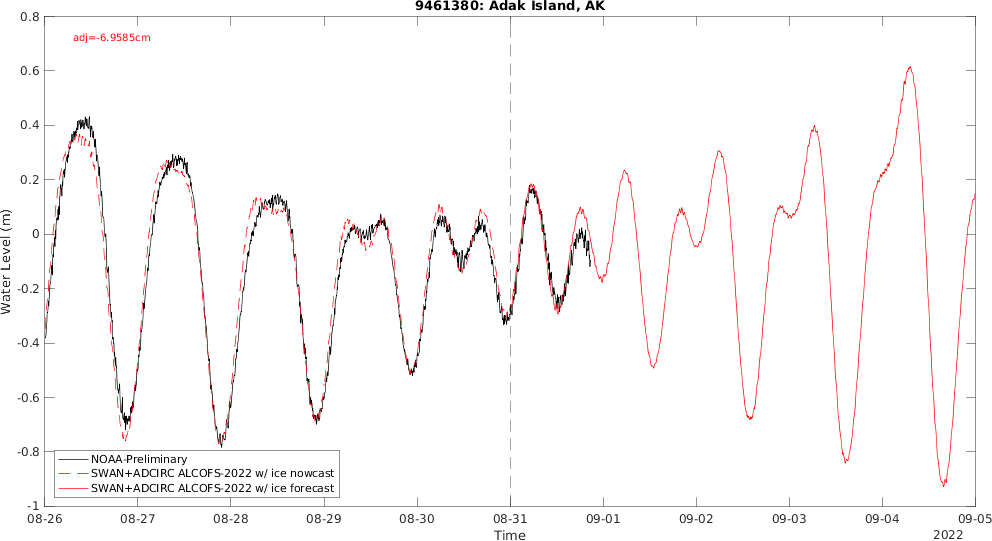 9461380: Adak Island, AK
adj=-6.9585cm
0.8
0.6
0.4
0.2
0
-0.2
-0.4
-0.6
-0.8
-1
Water Level (m)
NOAA-Preliminary
SWAN+ADCIRC ALCOFS-2022 w/ ice nowcast
SWAN+ADCIRC ALCOFS-2022 w/ ice forecast
08-26 08-27 08-28 08-29 08-30 08-31 09-01 09-02 09-03 09-04 09-05
Time
2022